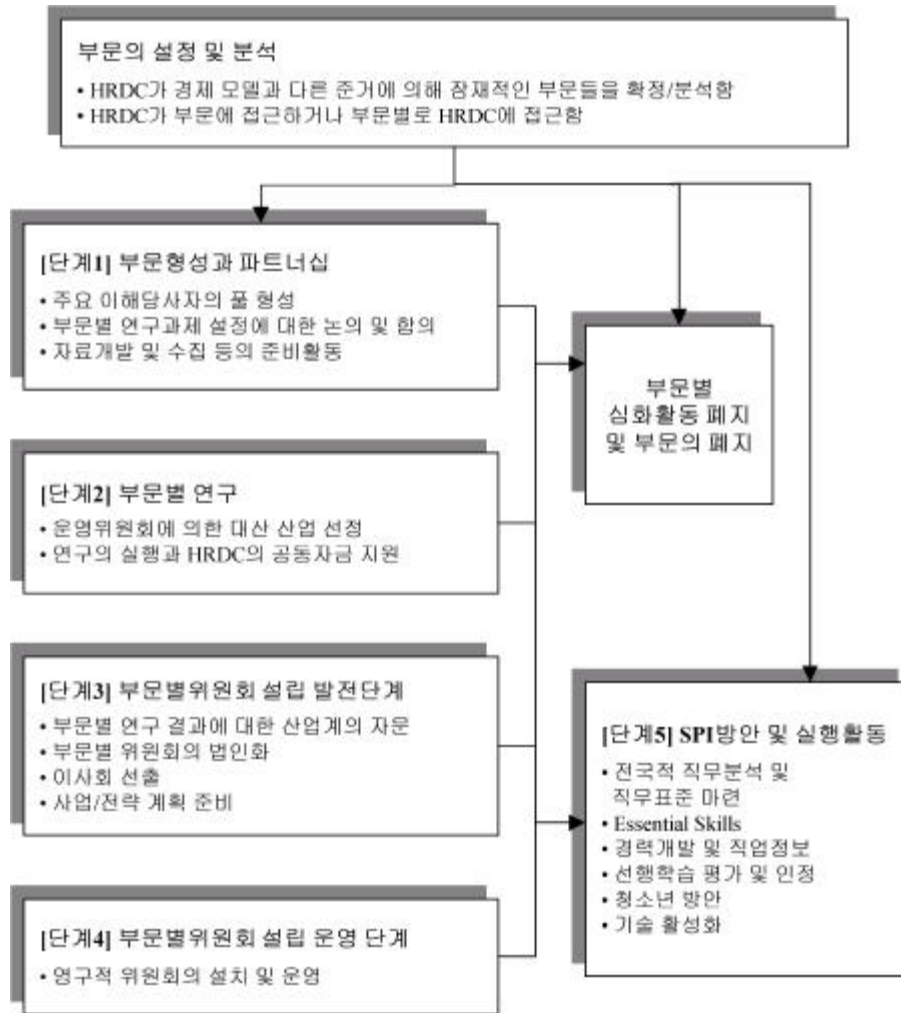 부문의 설정 및 분석
• HRDC가 경제 모델과 다른 준거에 의해 잠재적인 부문들을 확정/분석함
• HRDC가 부문에 접근하거나 부문별로 HRDC에 접근함
[단계1] 부문형성과 파트너십
• 주요 이해당사자의 풀 형성
• 부문별 연구과제 설정에 대한 논의 및 합의
• 자료개발 및 수집 등의 준비활동
부문별
심화활동 폐지
및 부문의 폐지
[단계2] 부문별 연구
• 운영위원회에 의한 대산 산업 선정
• 연구의 실행과 HRDC의 공동자금 지원
[단계3] 부문별위원회 설립 발전단계
• 부문별 연구 결과에 대한 산업계의 자문
• 부문별 위원회의 법인화
• 이사회 선출
• 사업/전략 계획 준비
[단계4] 부문별위원회 설립 운영 단계
• 영구적 위원회의 설치 및 운영
[단계5] SPI방안 및 실행활동
• 전국적 직무분석 및
직무표준 마련
• Essential Skills
• 경력개발 및 직업정보
• 선행학습 평가 및 인정
• 청소년 방안
• 기술 활성화